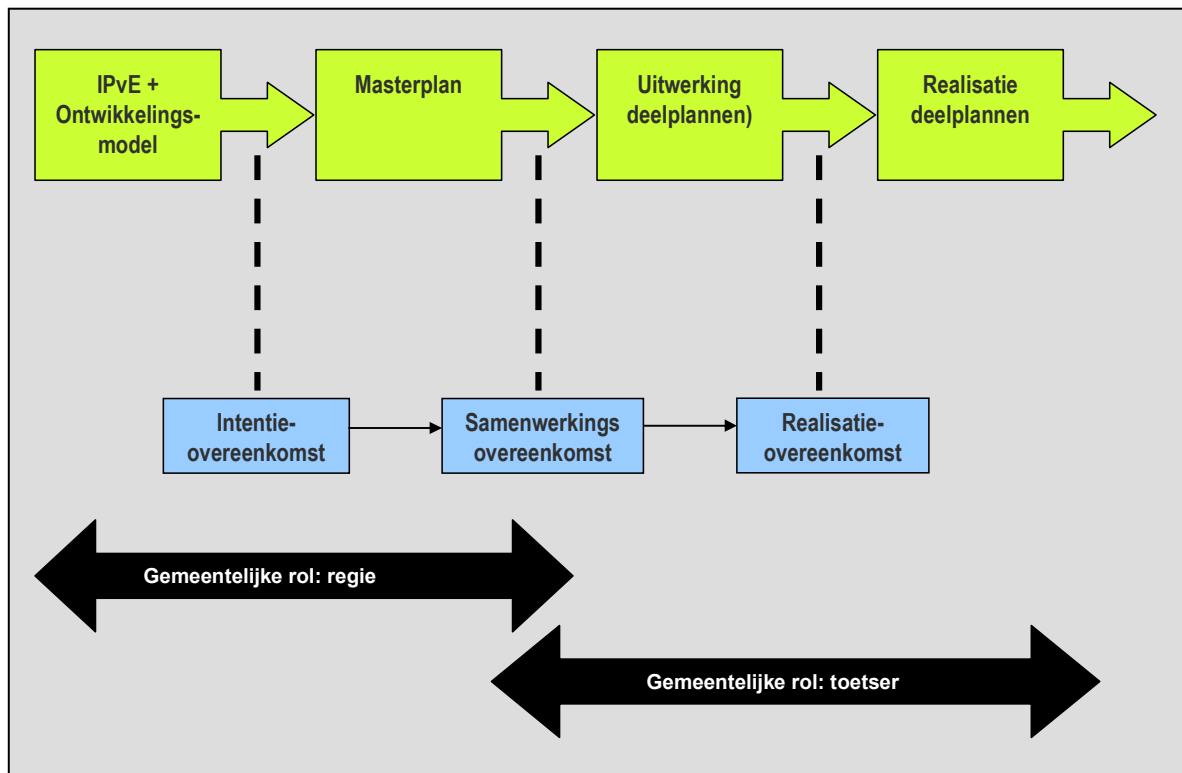 IPvE +
Ontwikkelings-
model
Masterplan
Uitwerking
deelplannen)
Realisatie
deelplannen
Intentie-
overeenkomst
Samenwerkings
overeenkomst
Realisatie-
overeenkomst
Gemeentelijke rol: regie
Gemeentelijke rol: toetser